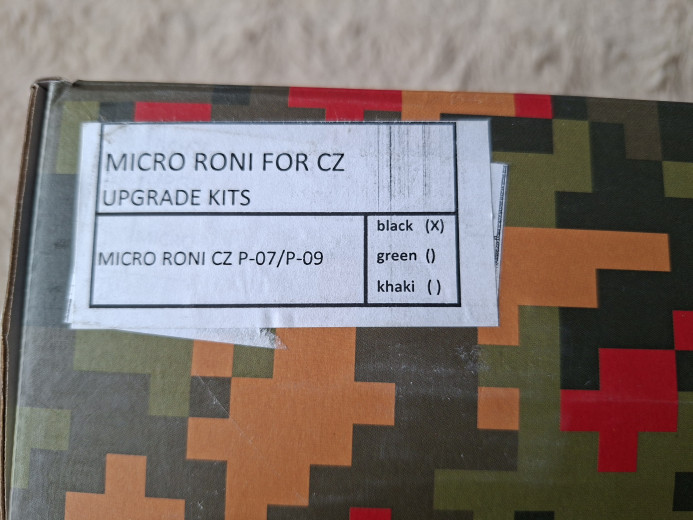 MICRO RONI FOR CZ
UPGRADE KITS
MICRO RONI CZ P-07/P-09
black (X)
green ()
khaki ( )